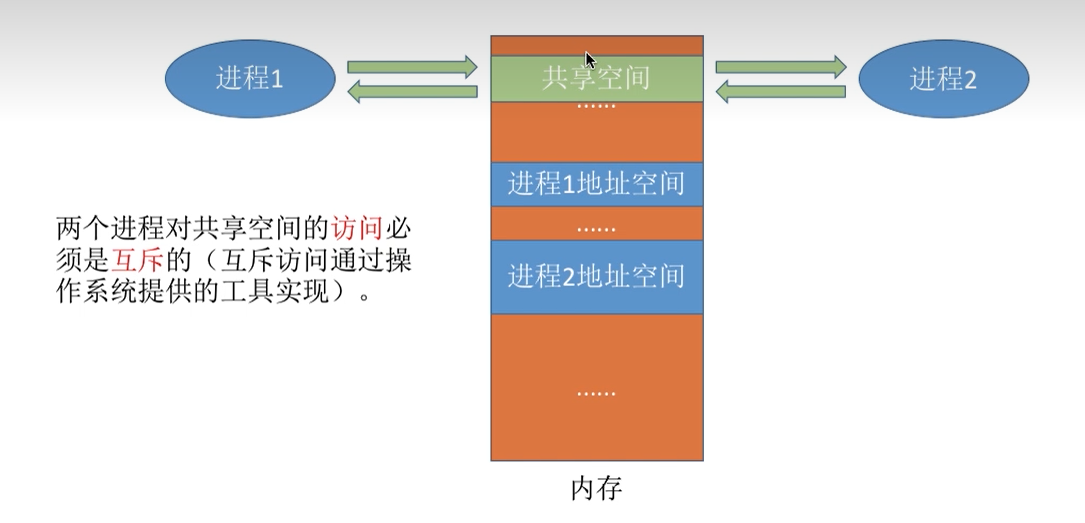 进程1
共享空间
进程2
......
进程1地址空间
......
进程2地址空间
......
内存
两个进程对共享空间的访问必
须是互斥的（互斥访问通过操
作系统提供的工具实现）。